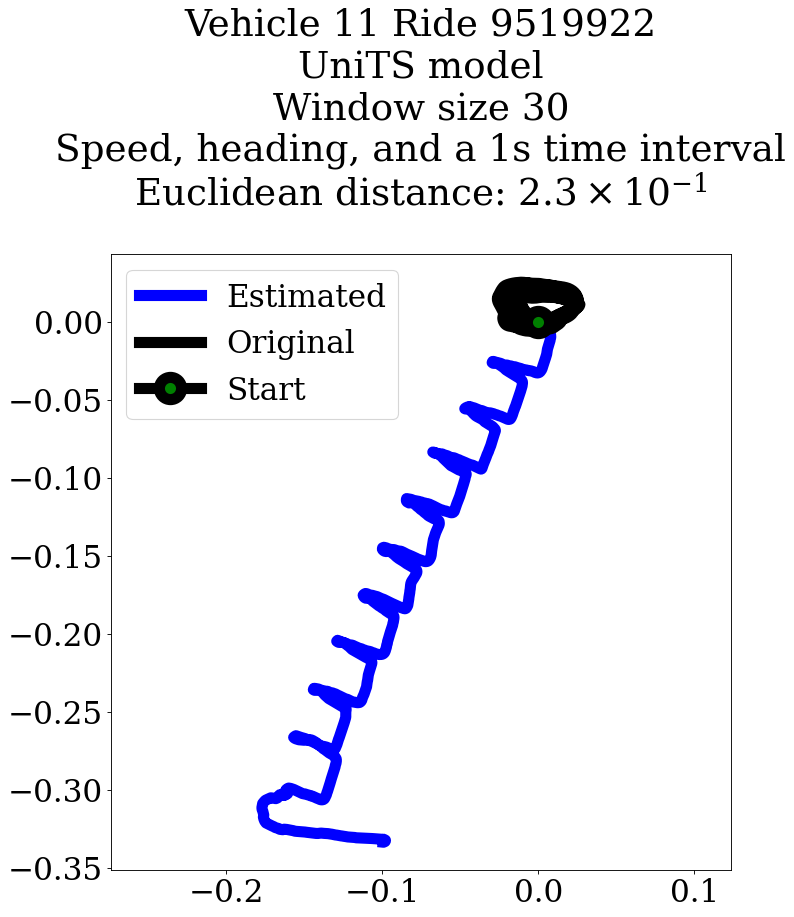 Vehicle 11 Ride 9519922
UniTS model
Window size 30
Speed, heading, and a 1s time interval
Euclidean distance: 2.3 × 10⁻¹
Estimated
Original
Start
0.00
−0.05
−0.10
−0.15
−0.20
−0.25
−0.30
−0.35
−0.2 −0.1 0.0 0.1